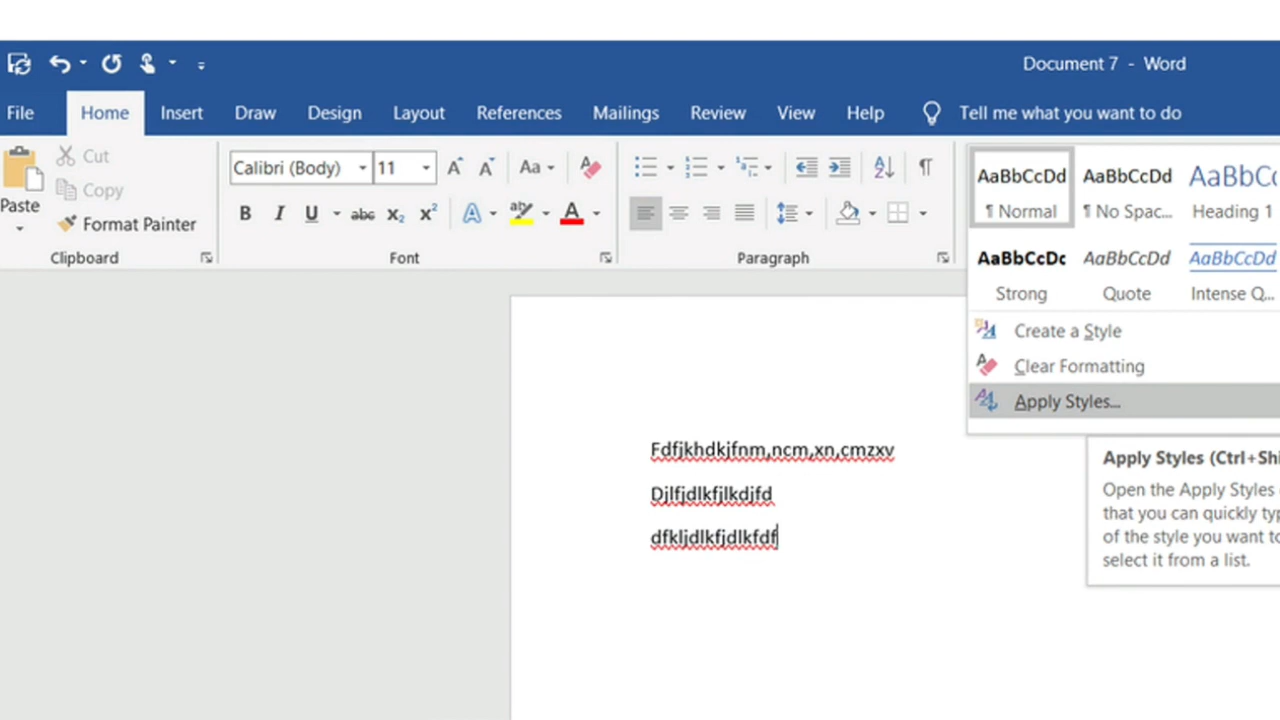 Document 7 - Word
File Home Insert Draw Design Layout References Mailings Review View Help Tell me what you want to do
Cut
Copy
Paste
Format Painter
Clipboard
Calibri (Body) 11 A A Aa A
B I U abc X2 X2 A ab A
Font
Paragraph
AaBbCcDd AaBbCcDd AaBbCc
¶ Normal ¶ No Spac... Heading 1
AaBbCcDc AaBbCcDd AaBbCcDd
Strong Quote Intense Q...
Create a Style
Clear Formatting
Apply Styles...
Apply Styles (Ctrl+Shi
Open the Apply Styles
that you can quickly typ
of the style you want to
select it from a list.
Fdfjkhdkjfnm,ncm,xn,cmzxv
Djlfjdlkfjlkdjfd
dfkljdlkfjdlkfdf